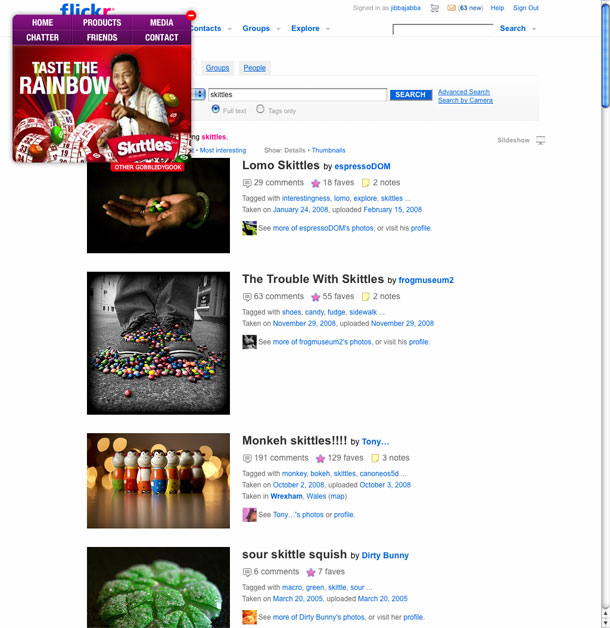 flickr
Signed in as jibbajabba (63 new) Help Sign Out
HOME PRODUCTS MEDIA
CHATTER FRIENDS CONTACT
Contacts Groups Explore Search
TASTE THE
RAINBOW
Skittles
OTHER GOBBLEDYGOOK
Groups People
skittles SEARCH Advanced Search
Search by Camera
Full text Tags only
ng skittles.
• Most interesting Show: Details • Thumbnails
Slideshow
Lomo Skittles by espressoDOM
29 comments 18 faves 2 notes
Tagged with interestingness, lomo, explore, skittles ...
Taken on January 24, 2008, uploaded February 15, 2008
See more of espressoDOM's photos, or visit his profile.
The Trouble With Skittles by frogmuseum2
63 comments 55 faves 2 notes
Tagged with shoes, candy, fudge, sidewalk ...
Taken on November 29, 2008, uploaded November 29, 2008
See more of frogmuseum2's photos, or visit his profile.
Monkeh skittles!!!! by Tony...
191 comments 129 faves 3 notes
Tagged with monkey, bokeh, skittles, canoneos5d ...
Taken on October 2, 2008, uploaded October 3, 2008
Taken in Wrexham, Wales (map)
See Tony...'s photos or profile.
sour skittle squish by Dirty Bunny
6 comments 7 faves
Tagged with macro, green, skittle, sour ...
Taken on March 20, 2005, uploaded March 20, 2005
See more of Dirty Bunny's photos, or visit her profile.